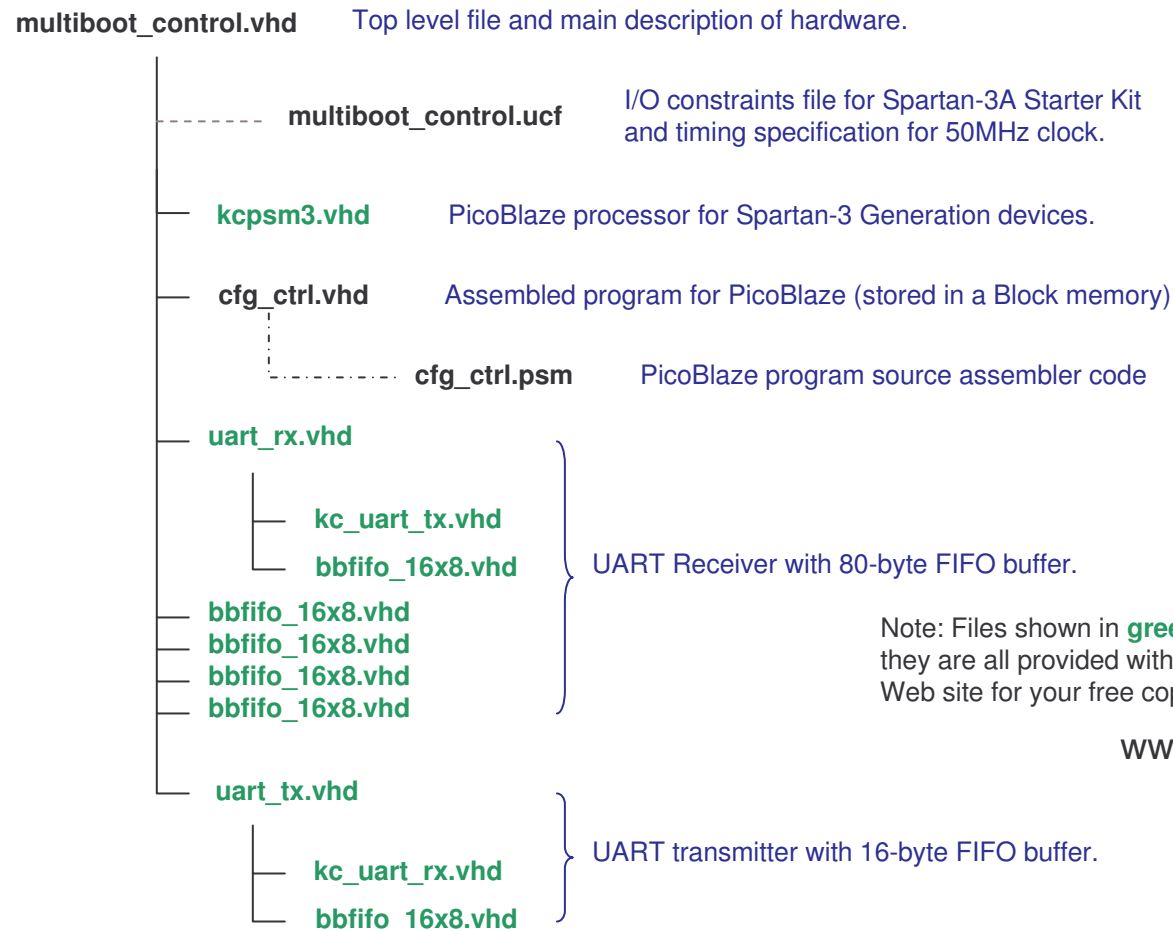 multiboot_control.vhd Top level file and main description of hardware.
multiboot_control.ucf I/O constraints file for Spartan-3A Starter Kit
and timing specification for 50MHz clock.
kcpsm3.vhd PicoBlaze processor for Spartan-3 Generation devices.
cfg_ctrl.vhd Assembled program for PicoBlaze (stored in a Block memory)
cfg_ctrl.psm PicoBlaze program source assembler code
uart_rx.vhd
kc_uart_tx.vhd
bbfifo_16x8.vhd
UART Receiver with 80-byte FIFO buffer.
bbfifo_16x8.vhd
bbfifo_16x8.vhd
bbfifo_16x8.vhd
bbfifo_16x8.vhd
Note: Files shown in
they are all provided with
Web site for your free
uart_tx.vhd
kc_uart_rx.vhd
bbfifo_16x8.vhd
UART transmitter with 16-byte FIFO buffer.